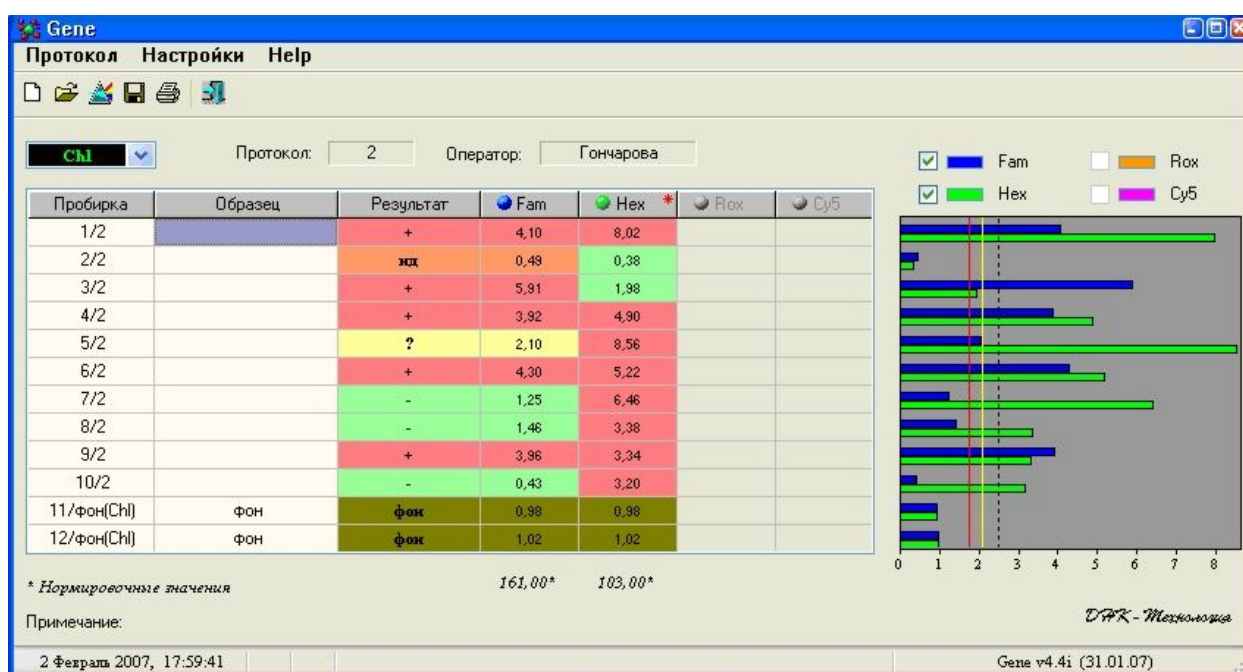 Gene
Протокол Настройки Help
Chl Протокол: 2 Оператор: Гончарова
Fam Rox
Hex Cy5
Пробирка Образец Результат Fam Hex * Rox Cy5
1/2 + 4,10 8,02
2/2 нд 0,49 0,38
3/2 + 5,91 1,98
4/2 + 3,92 4,90
5/2 ? 2,10 8,56
6/2 + 4,30 5,22
7/2 - 1,25 6,46
8/2 - 1,46 3,38
9/2 + 3,96 3,34
10/2 - 0,43 3,20
11/фон(Chl) фон фон 0,98 0,98
12/фон(Chl) фон фон 1,02 1,02
0 1 2 3 4 5 6 7 8
* Нормировочные значения 161,00* 103,00*
Примечание:
ДНК-Технология
2 Февраль 2007, 17:59:41 Gene v4.4i (31.01.07)